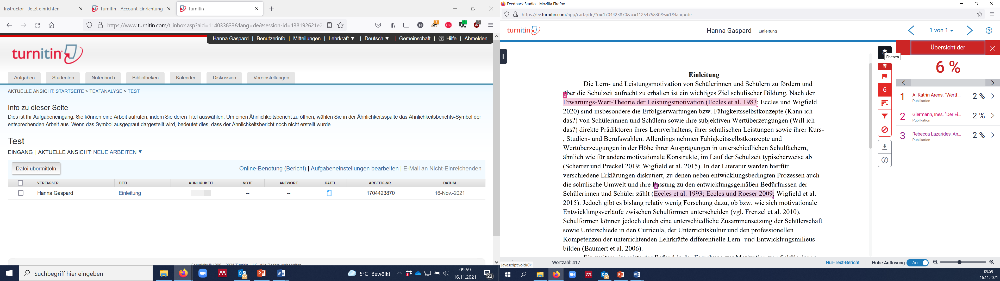 Instructor - Jetzt einrichten
Turnitin - Account-Einrichtung
Turnitin
https://www.turnitin.com/t_inbox.asp?aid=114033833&lang=de&session-id=138192621e2
Hanna Gaspard | Benutzerinfo | Mitteilungen | Lehrkraft ▼ | Deutsch ▼ | Gemeinschaft | ? Hilfe | Abmelden
turnitin
Aufgaben Studenten Notenbuch Bibliotheken Kalender Diskussion Voreinstellungen
AKTUELLE ANSICHT: STARTSEITE > TEXTANALYSE > TEST
Info zu dieser Seite
Dies ist Ihr Aufgabeneingang. Sie können eine Arbeit aufrufen, indem Sie deren Titel auswählen. Um einen Ähnlichkeitsbericht zu öffnen, wählen Sie in der Ähnlichkeitsspalte das Ähnlichkeitsberichts-Symbol der
entsprechenden Arbeit aus. Wenn das Symbol ausgegraut dargestellt wird, bedeutet dies, dass der Ähnlichkeitsbericht noch nicht erstellt wurde.
Test
EINGANG | AKTUELLE ANSICHT: NEUE ARBEITEN ▼
Datei übermitteln
Online-Benotung (Bericht) | Aufgabeneinstellungen bearbeiten | E-Mail an Nicht-Einreichenden
VERFASSER TITEL ÄHNLICHKEIT NOTE ANTWORT DATEI ARBEITS-NR. DATUM
Hanna Gaspard Einleitung -- -- -- 1704423870 16-Nov.-2021
Copyright © 1998 – 2021 Turnitin, LLC. Alle Rechte vorbehalten.
Suchbegriff hier eingeben
5°C Bewölkt
09:59
16.11.2021
22
Feedback Studio - Mozilla Firefox
https://ev.turnitin.com/app/carta/de/?o=1704423870&u=1125475830&s=1&lang=de
turnitin
Hanna Gaspard | Einleitung
1 von 1
Einleitung
Die Lern- und Leistungsmotivation von Schülerinnen und Schülern zu fördern und
über die Schulzeit aufrecht zu erhalten ist ein wichtiges Ziel schulischer Bildung. Nach der
2
Erwartungs-Wert-Theorie der Leistungsmotivation (Eccles et al. 1983; Eccles und Wigfield
2020) sind insbesondere die Erfolgserwartungen bzw. Fähigkeitsselbstkonzepte (Kann ich
das?) von Schülerinnen und Schülern sowie ihre subjektiven Wertüberzeugungen (Will ich
das?) direkte Prädiktoren ihres Lernverhaltens, ihrer schulischen Leistungen sowie ihrer Kurs-
, Studien- und Berufswahlen. Allerdings nehmen Fähigkeitsselbstkonzepte und
Wertüberzeugungen in der Höhe ihrer Ausprägungen in unterschiedlichen Schulfächern,
ähnlich wie für andere motivationale Konstrukte, im Lauf der Schulzeit typischerweise ab
(Scherrer und Preckel 2019; Wigfield et al. 2015). In der Literatur werden hierfür
verschiedene Erklärungen diskutiert, zu denen neben entwicklungsbedingten Prozessen auch
die schulische Umwelt und ihre Passung zu den entwicklungsgemäßen Bedürfnissen der
3
Schülerinnen und Schüler zählt (Eccles et al. 1993; Eccles und Roeser 2009; Wigfield et al.
2015). Jedoch gibt es bislang relativ wenig Forschung dazu, ob bzw. wie sich motivationale
Entwicklungsverläufe zwischen Schulformen unterscheiden (vgl. Frenzel et al. 2010).
Schulformen können jedoch durch eine unterschiedliche Zusammensetzung der Schülerschaft
sowie Unterschiede in den Curricula, der Unterrichtskultur und den professionellen
Kompetenzen der unterrichtenden Lehrkräfte differentielle Lern- und Entwicklungsmilieus
bilden (Baumert et al. 2006).
Ein weiterer konsistenter Befund in der Forschung zur Motivation von Schülerinnen
Ebenen
6
Übersicht der
6 %
1 A. Katrin Arens. "Wertf... 2 %
Publikation
2 Giermann, Ines. "Der Ei... 2 %
Publikation
3 Rebecca Lazarides, An... 2 %
Publikation
javascript:void(0);
Wortzahl: 417
Nur-Text-Bericht | Hohe Auflösung An
09:59
16.11.2021